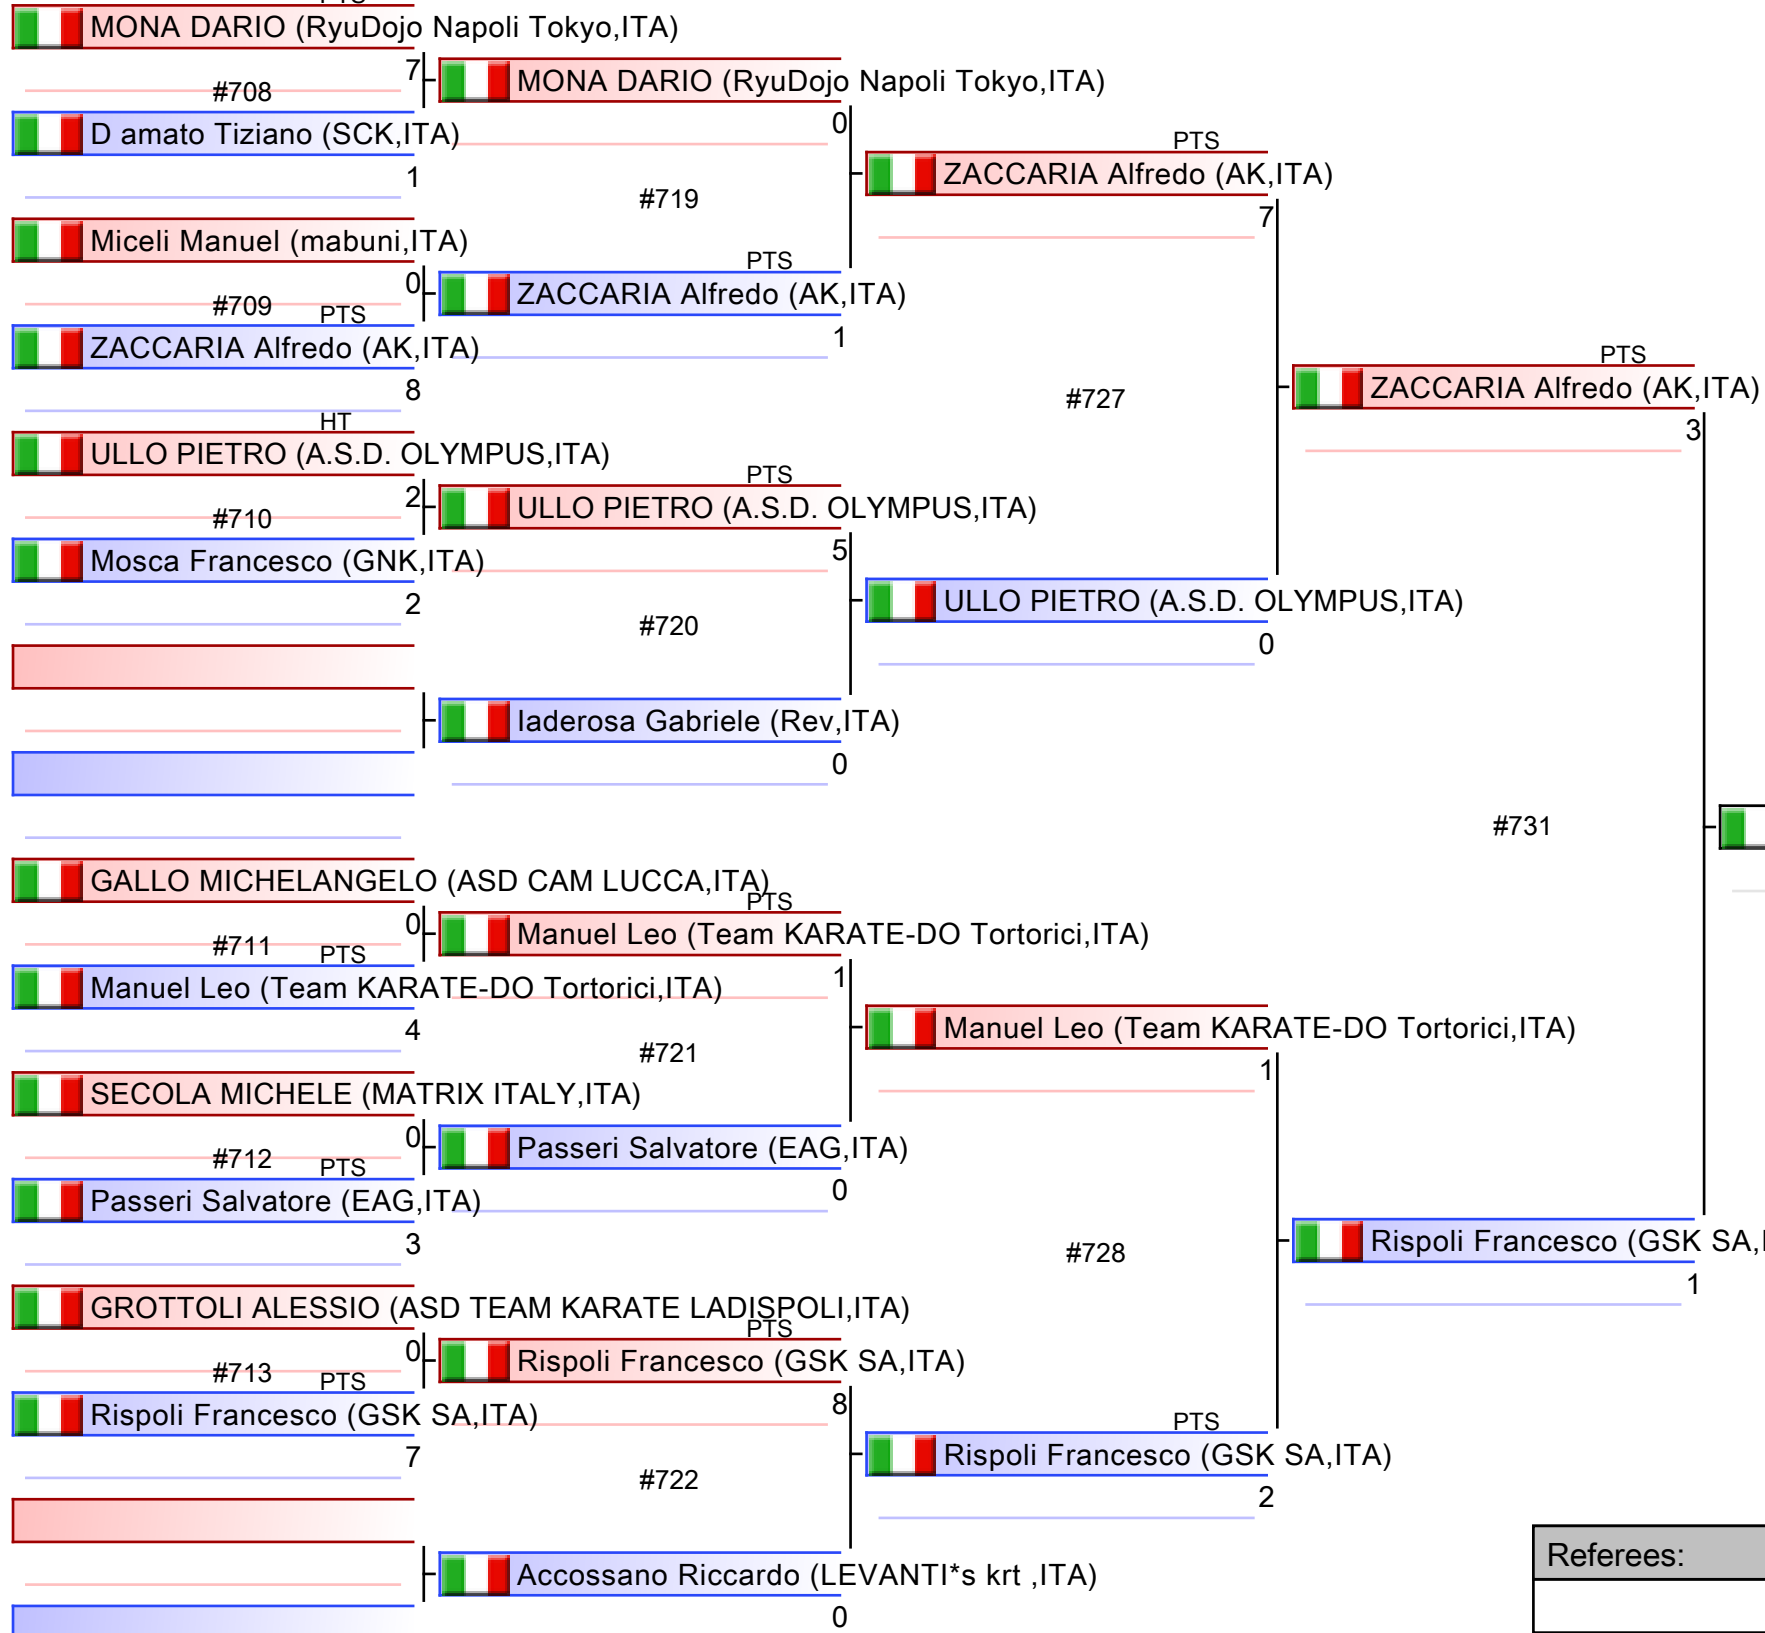 PTS
MONA DARIO (RyuDojo Napoli Tokyo,ITA)
7
#708
D amato Tiziano (SCK,ITA)
1
Miceli Manuel (mabuni,ITA)
0
#709
PTS
ZACCARIA Alfredo (AK,ITA)
8
HT
ULLO PIETRO (A.S.D. OLYMPUS,ITA)
2
#710
Mosca Francesco (GNK,ITA)
2
GALLO MICHELANGELO (ASD CAM LUCCA,ITA)
0
#711
PTS
Manuel Leo (Team KARATE-DO Tortorici,ITA)
4
SECOLA MICHELE (MATRIX ITALY,ITA)
0
#712
PTS
Passeri Salvatore (EAG,ITA)
3
GROTTOLI ALESSIO (ASD TEAM KARATE LADISPOLI,ITA)
0
#713
PTS
Rispoli Francesco (GSK SA,ITA)
7
MONA DARIO (RyuDojo Napoli Tokyo,ITA)
0
#719
PTS
ZACCARIA Alfredo (AK,ITA)
1
PTS
ULLO PIETRO (A.S.D. OLYMPUS,ITA)
5
#720
Iaderosa Gabriele (Rev,ITA)
0
PTS
Manuel Leo (Team KARATE-DO Tortorici,ITA)
1
#721
Passeri Salvatore (EAG,ITA)
0
PTS
Rispoli Francesco (GSK SA,ITA)
8
#722
Accossano Riccardo (LEVANTI*s krt ,ITA)
0
PTS
ZACCARIA Alfredo (AK,ITA)
7
#727
ULLO PIETRO (A.S.D. OLYMPUS,ITA)
0
Manuel Leo (Team KARATE-DO Tortorici,ITA)
1
#728
PTS
Rispoli Francesco (GSK SA,ITA)
2
PTS
ZACCARIA Alfredo (AK,ITA)
3
#731
Rispoli Francesco (GSK SA,
1
Referees: